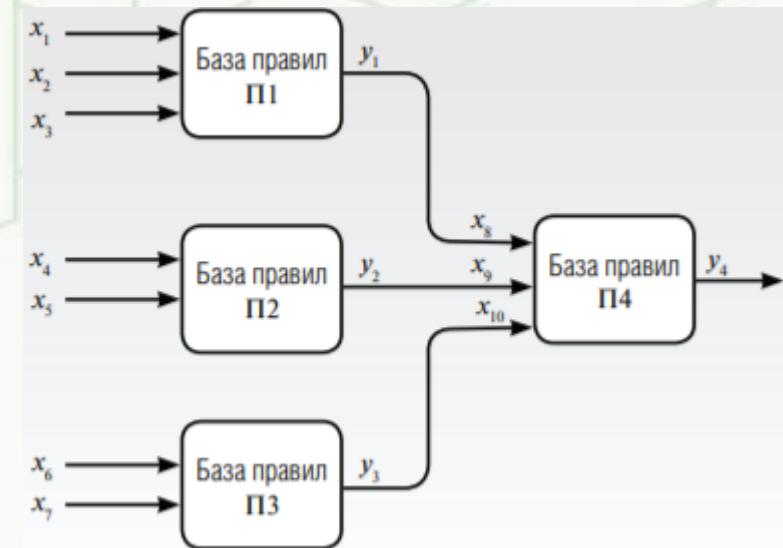 x₁
x₂
x₃
База правил
П1
y₁
x₄
x₅
База правил
П2
y₂
x₆
x₇
База правил
П3
y₃
x₈
x₉
x₁₀
База правил
П4
y₄